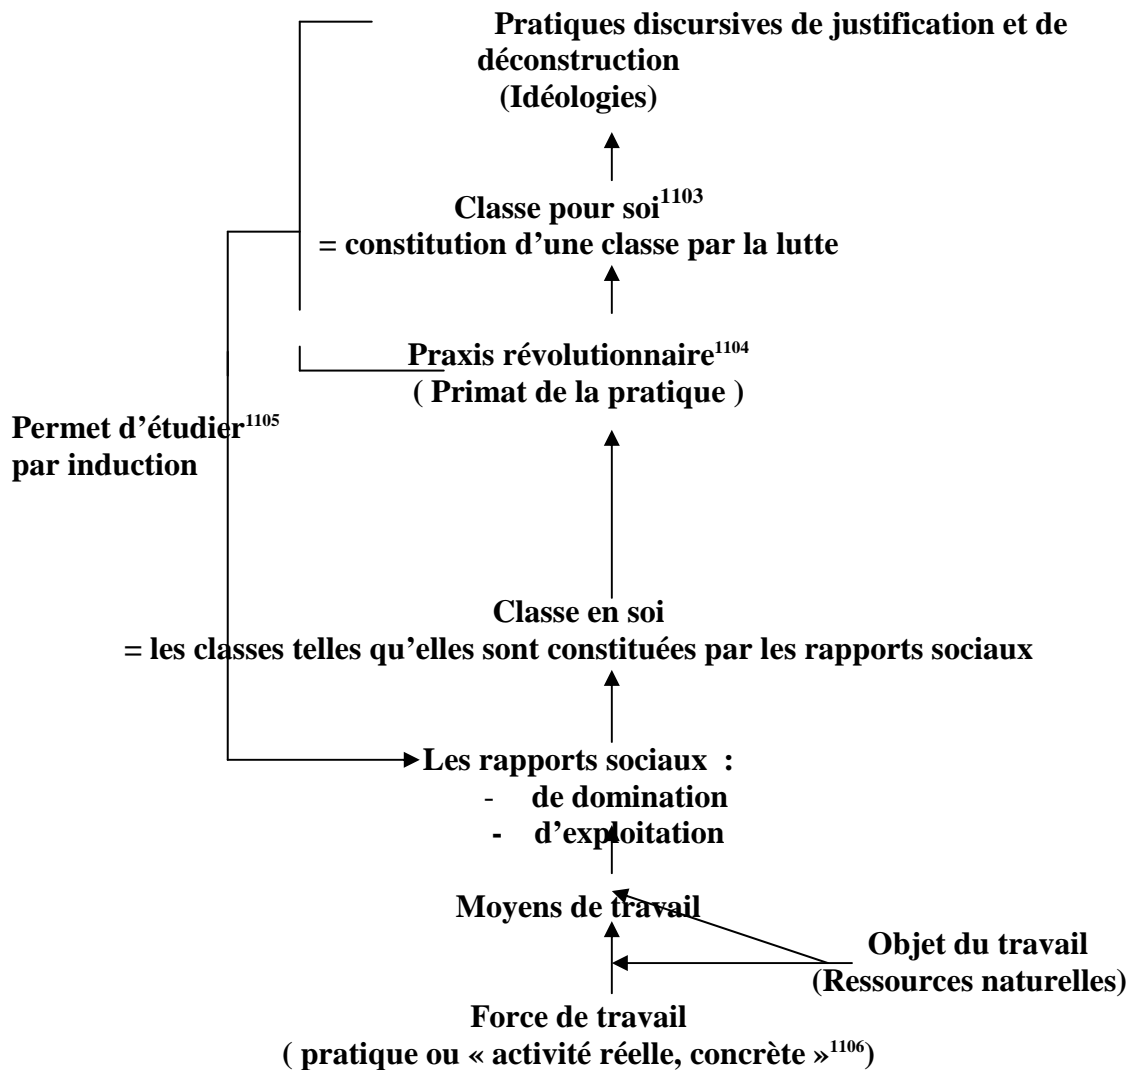 Pratiques discursives de justification et de
déconstruction
(Idéologies)
Classe pour soi1103
= constitution d’une classe par la lutte
Praxis révolutionnaire1104
( Primat de la pratique )
Permet d’étudier1105
par induction
Classe en soi
= les classes telles qu’elles sont constituées par les rapports sociaux
Les rapports sociaux :
- de domination
- d’exploitation
Moyens de travail
Objet du travail
(Ressources naturelles)
Force de travail
( pratique ou « activité réelle, concrète »1106)